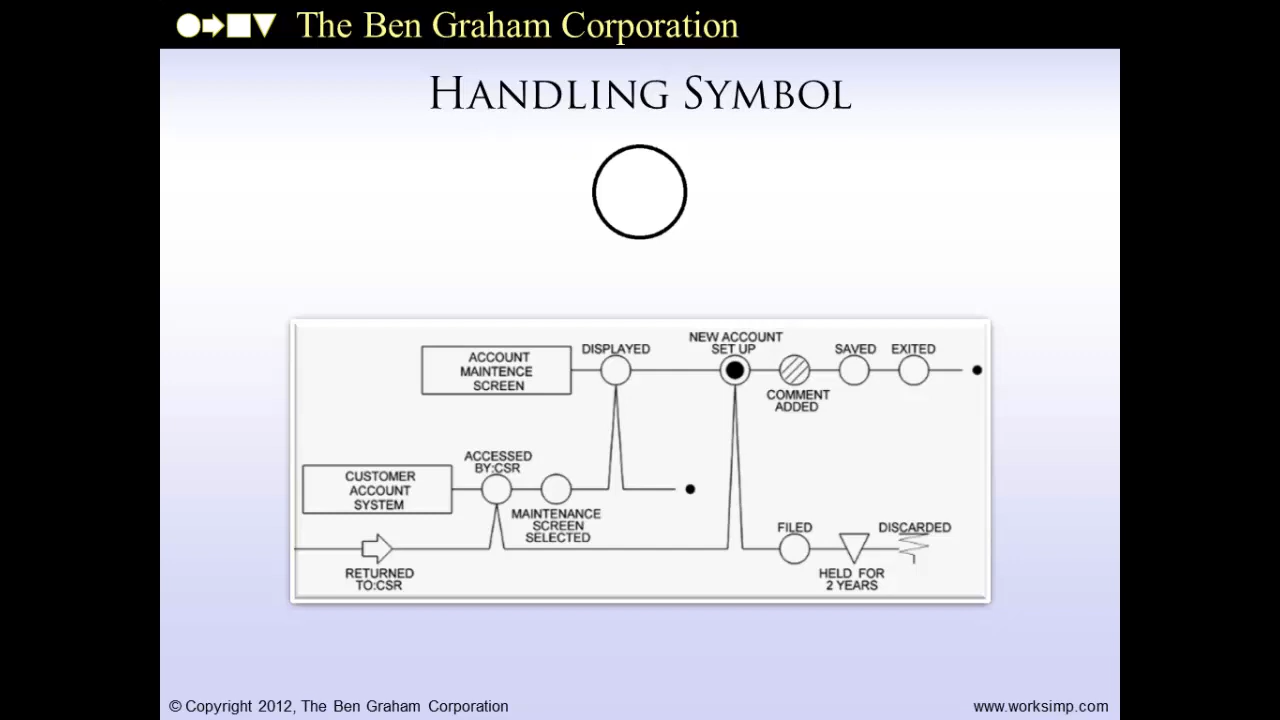 The Ben Graham Corporation
HANDLING SYMBOL
NEW ACCOUNT
SET UP
DISPLAYED
SAVED
EXITED
ACCOUNT
MAINTENCE
SCREEN
COMMENT
ADDED
ACCESSED
BY:CSR
CUSTOMER
ACCOUNT
SYSTEM
MAINTENANCE
SCREEN
SELECTED
FILED
DISCARDED
RETURNED
TO:CSR
HELD FOR
2 YEARS
© Copyright 2012, The Ben Graham Corporation
www.worksimp.com